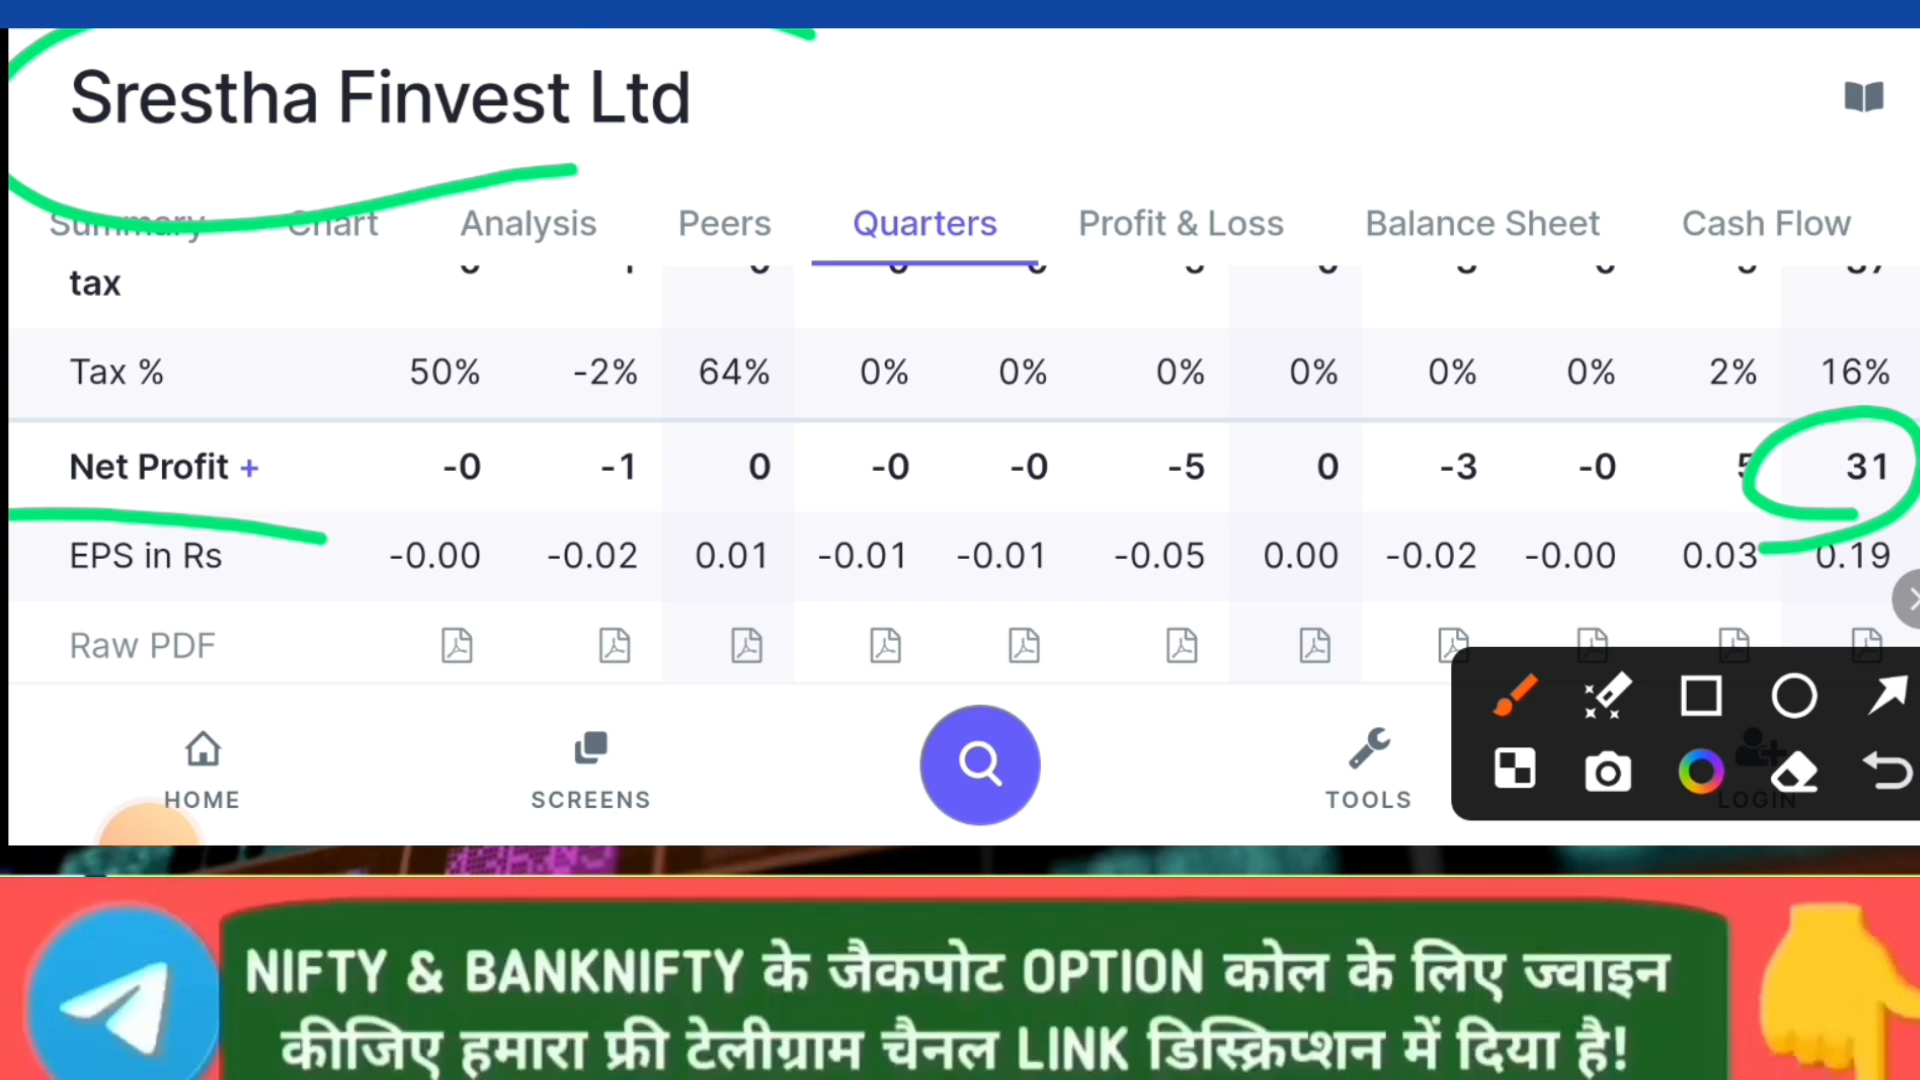 Srestha Finvest Ltd
Summary Chart Analysis Peers Quarters Profit & Loss Balance Sheet Cash Flow
tax
Tax % 50% -2% 64% 0% 0% 0% 0% 0% 0% 2% 16%
Net Profit + -0 -1 0 -0 -0 -5 0 -3 -0 5 31
EPS in Rs -0.00 -0.02 0.01 -0.01 -0.01 -0.05 0.00 -0.02 -0.00 0.03 0.19
Raw PDF
HOME SCREENS TOOLS LOGIN
NIFTY & BANKNIFTY के जैकपोट OPTION कोल के लिए ज्वाइन
कीजिए हमारा फ्री टेलीग्राम चैनल LINK डिस्क्रिप्शन में दिया है!